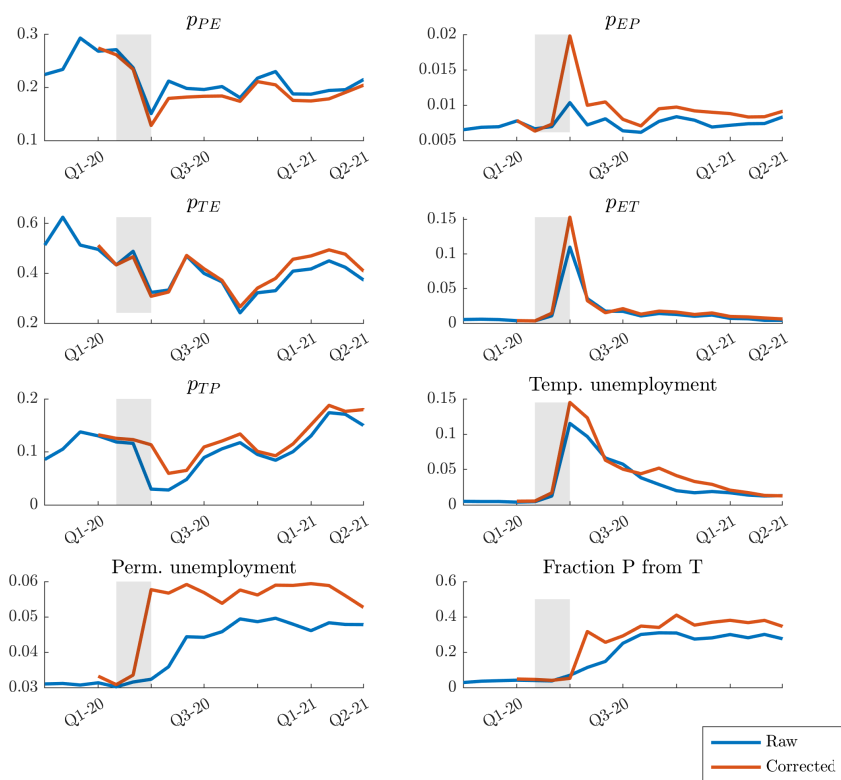 p_PE
0.3
0.2
0.1
Q1-20
Q3-20
Q1-21
Q2-21
p_EP
0.02
0.015
0.01
0.005
Q1-20
Q3-20
Q1-21
Q2-21
p_TE
0.6
0.4
0.2
Q1-20
Q3-20
Q1-21
Q2-21
p_ET
0.15
0.1
0.05
0
Q1-20
Q3-20
Q1-21
Q2-21
p_TP
0.2
0.1
0
Q1-20
Q3-20
Q1-21
Q2-21
Temp. unemployment
0.15
0.1
0.05
0
Q1-20
Q3-20
Q1-21
Q2-21
Perm. unemployment
0.06
0.05
0.04
0.03
Q1-20
Q3-20
Q1-21
Q2-21
Fraction P from T
0.6
0.4
0.2
0
Q1-20
Q3-20
Q1-21
Q2-21
Raw
Corrected